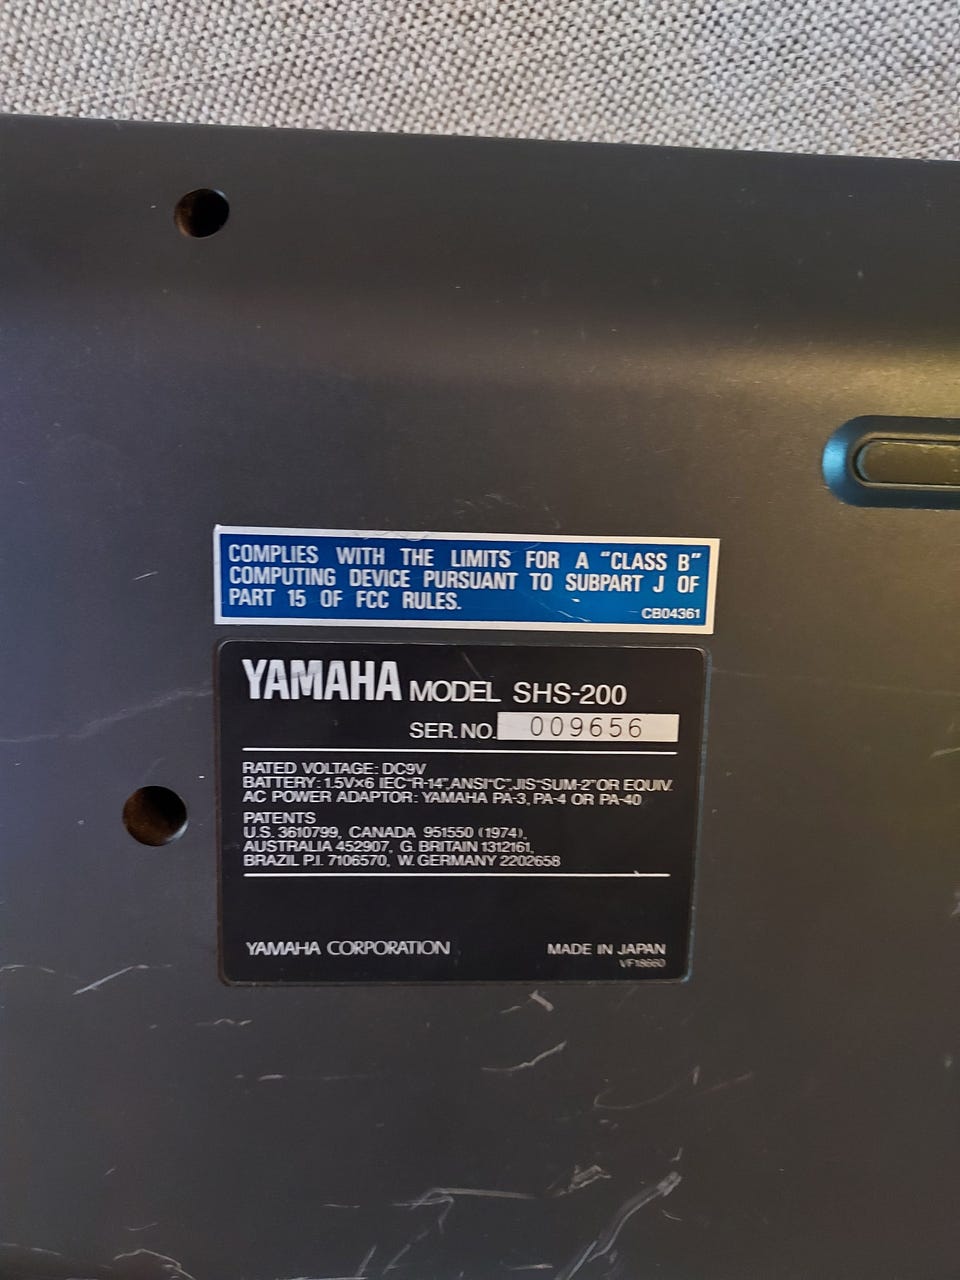 COMPLIES WITH THE LIMITS FOR A "CLASS B"
COMPUTING DEVICE PURSUANT TO SUBPART J OF
PART 15 OF FCC RULES.
CB04361
YAMAHA MODEL SHS-200
SER. NO. 009656
RATED VOLTAGE: DC9V
BATTERY: 1.5V×6 IEC"R-14",ANSI"C",JIS"SUM-2"OR EQUIV.
AC POWER ADAPTOR: YAMAHA PA-3, PA-4 OR PA-40
PATENTS
U.S. 3610799, CANADA 951550 (1974),
AUSTRALIA 452907, G. BRITAIN 1312161,
BRAZIL P.I. 7106570, W. GERMANY 2202658
YAMAHA CORPORATION
MADE IN JAPAN
VF18660